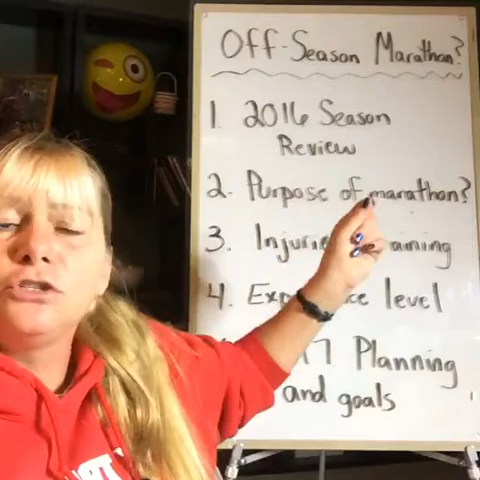 Off-Season Marathon?
1. 2016 Season
Review
2. Purpose of marathon?
3.
4. level
Planning
and goals